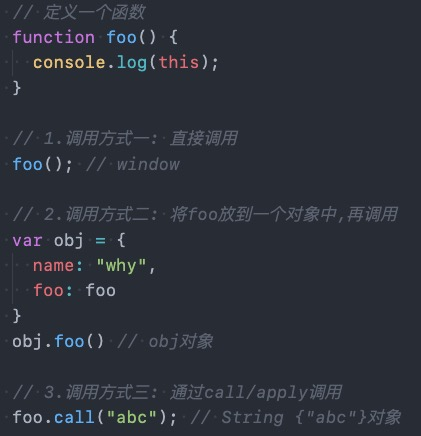 // 定义一个函数
function foo() {
  console.log(this);
}
// 1.调用方式一: 直接调用
foo(); // window
// 2.调用方式二: 将foo放到一个对象中,再调用
var obj = {
  name: "why",
  foo: foo
}
obj.foo() // obj对象
// 3.调用方式三: 通过call/apply调用
foo.call("abc"); // String {"abc"}对象